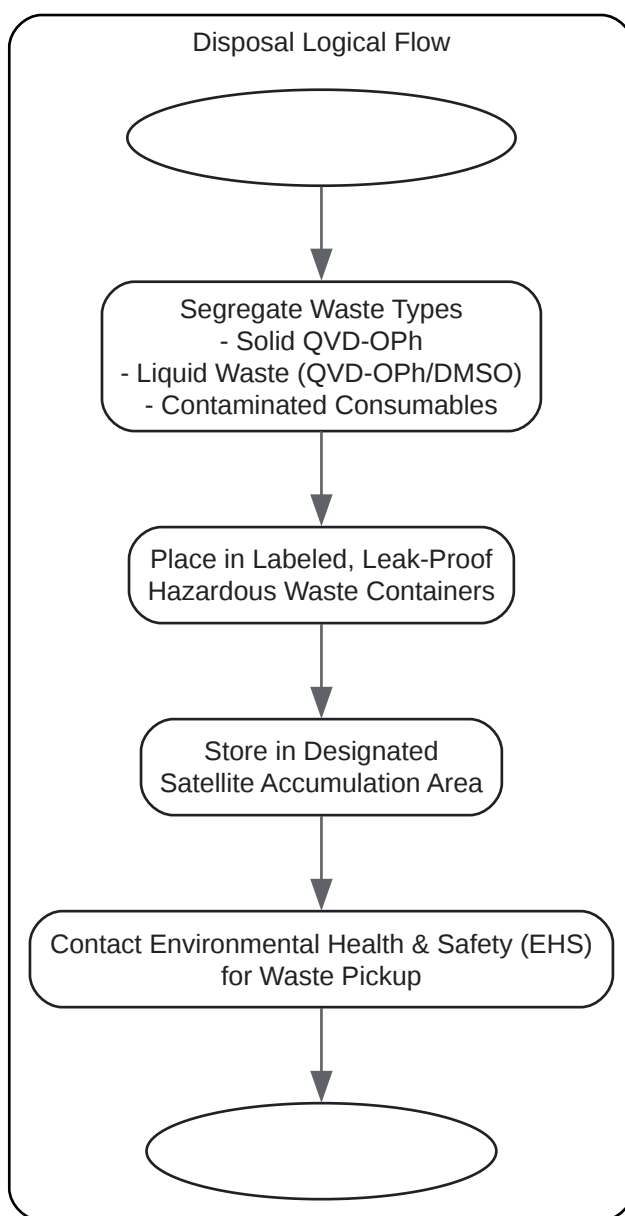 Disposal Logical Flow
Segregate Waste Types
- Solid QVD-OPh
- Liquid Waste (QVD-OPh/DMSO)
- Contaminated Consumables
Place in Labeled, Leak-Proof
Hazardous Waste Containers
Store in Designated
Satellite Accumulation Area
Contact Environmental Health & Safety (EHS)
for Waste Pickup